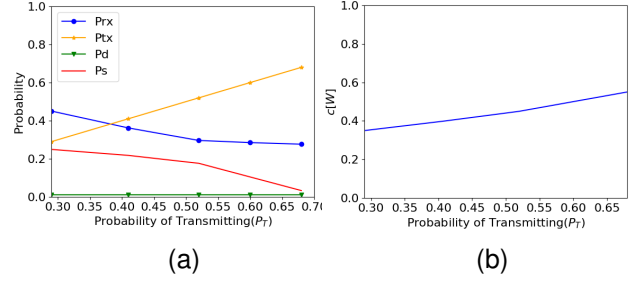 Prx
Ptx
Pd
Ps
Probability
1.0
0.8
0.6
0.4
0.2
0.0
0.30 0.35 0.40 0.45 0.50 0.55 0.60 0.65 0.70
Probability of Transmitting(P_T)
(a)
c[W]
1.0
0.8
0.6
0.4
0.2
0.0
0.30 0.35 0.40 0.45 0.50 0.55 0.60 0.65
Probability of Transmitting(P_T)
(b)